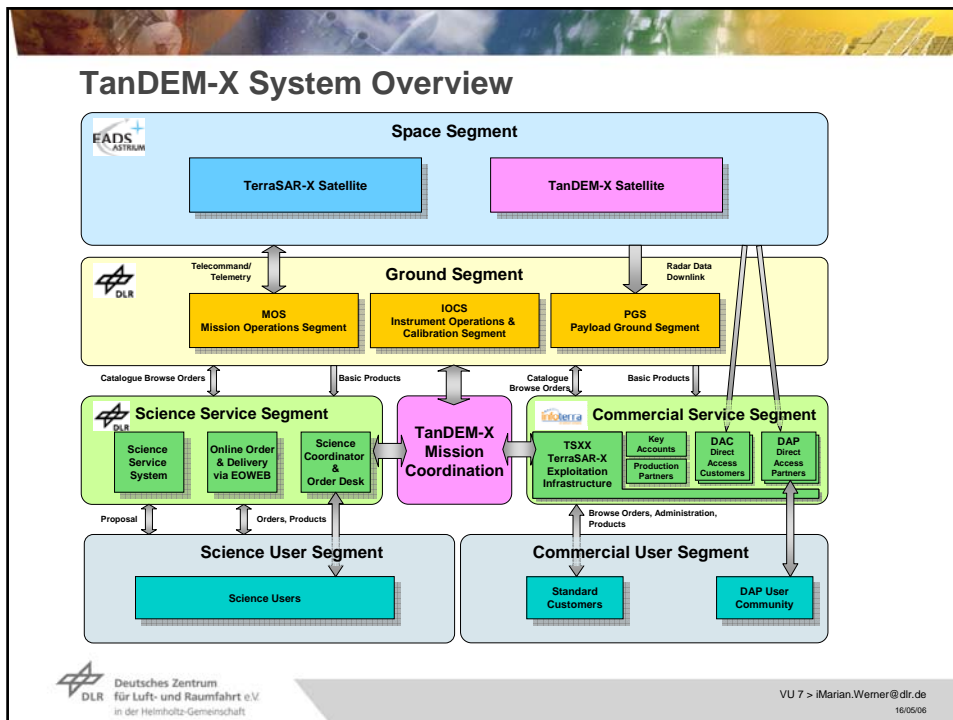 TanDEM-X System Overview
EADS
ASTRIUM
Space Segment
TerraSAR-X Satellite
TanDEM-X Satellite
Telecommand/
Telemetry
Radar Data
Downlink
DLR
Ground Segment
MOS
Mission Operations Segment
IOCS
Instrument Operations &
Calibration Segment
PGS
Payload Ground Segment
Catalogue Browse Orders
Basic Products
Catalogue
Browse Orders
Basic Products
DLR
Science Service Segment
Science
Service
System
Online Order
& Delivery
via EOWEB
Science
Coordinator
&
Order Desk
TanDEM-X
Mission
Coordination
infoterra
Commercial Service Segment
TSXX
TerraSAR-X
Exploitation
Infrastructure
Key
Accounts
Production
Partners
DAC
Direct
Access
Customers
DAP
Direct
Access
Partners
Proposal
Orders, Products
Browse Orders, Administration,
Products
Science User Segment
Science Users
Commercial User Segment
Standard
Customers
DAP User
Community
DLR
Deutsches Zentrum
für Luft- und Raumfahrt e.V.
in der Helmholtz-Gemeinschaft
VU 7 > iMarian.Werner@dlr.de
16/05/06